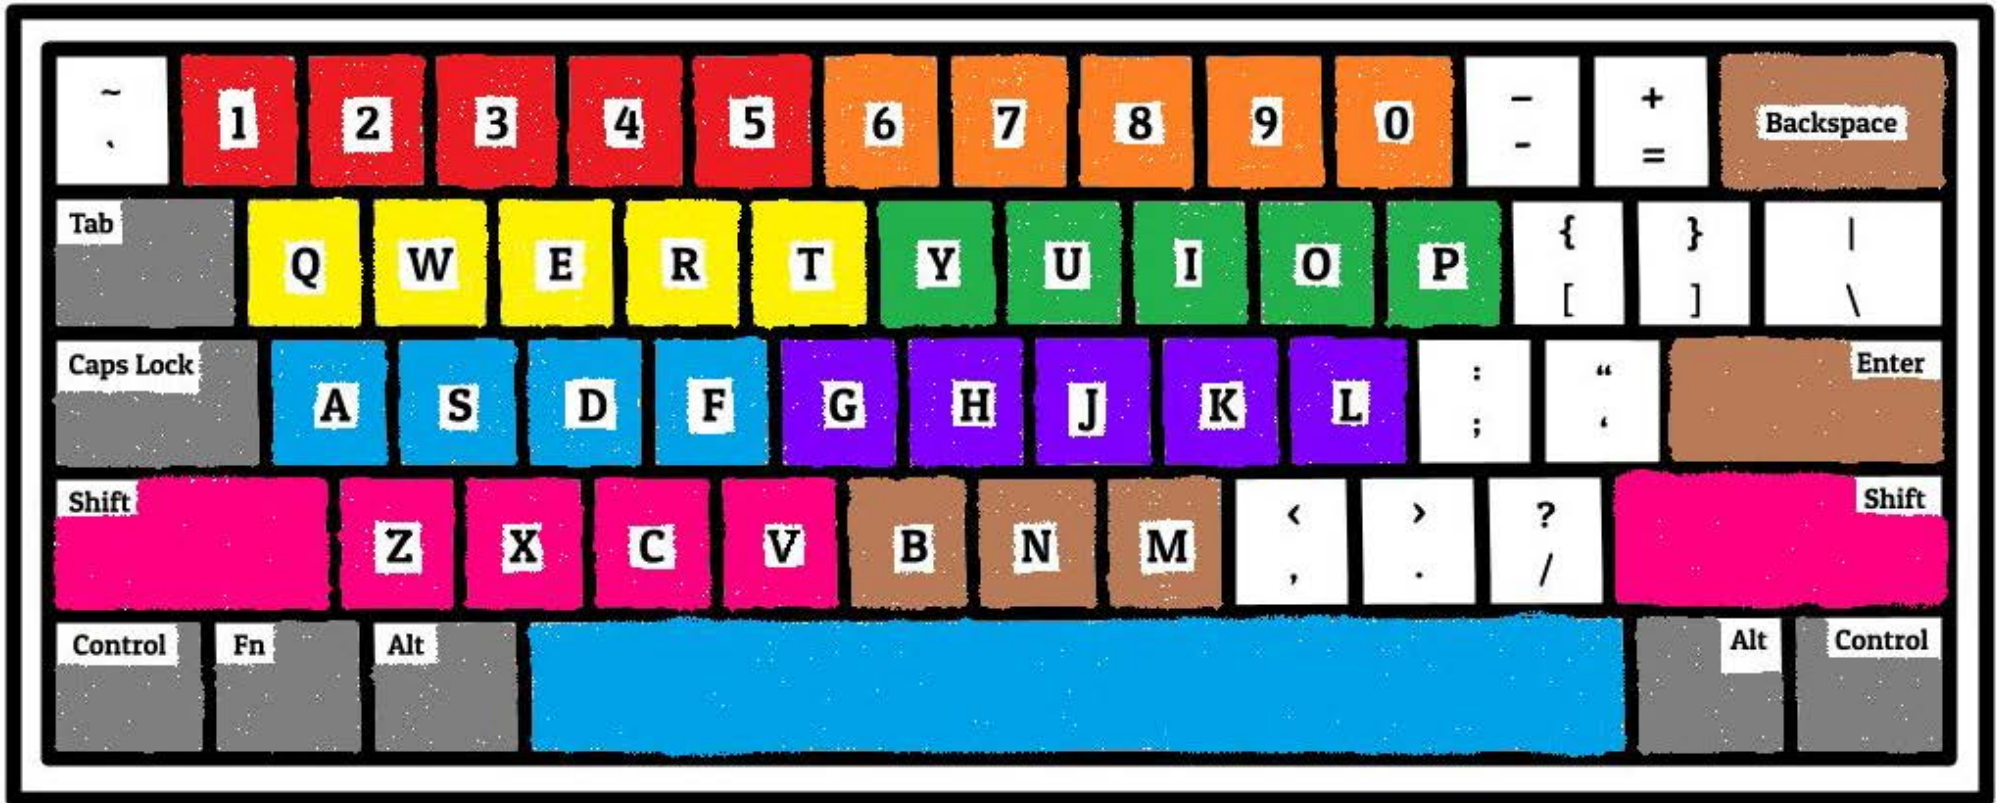 ~ 1 2 3 4 5 6 7 8 9 0 – + Backspace
` - =
Tab Q W E R T Y U I O P { } |
[ ] \
Caps Lock A S D F G H J K L : “ Enter
; ‘
Shift Z X C V B N M < > ? Shift
, . /
Control Fn Alt Alt Control